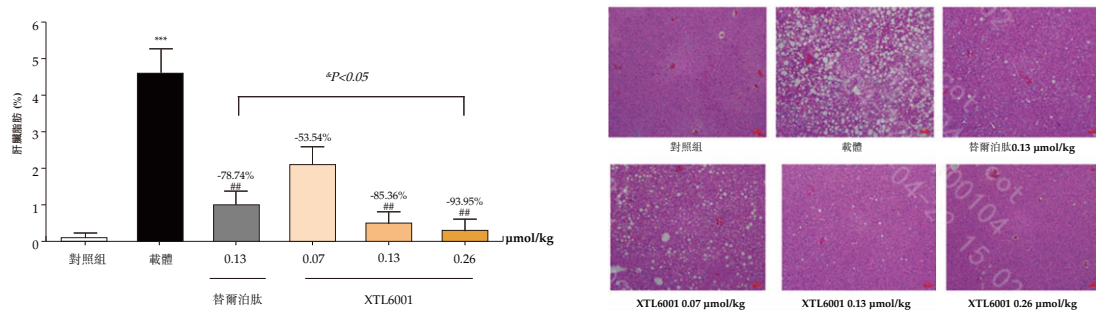 肝臟脂肪 (%)
6
5
4
2
1
0
***
&P<0.05
-78.74%
##
-53.54%
-85.36%
##
-93.95%
##
μmol/kg
對照組
載體
0.13
0.07
0.13
0.26
替爾泊肽
XTL6001
對照組
載體
替爾泊肽0.13 μmol/kg
XTL6001 0.07 μmol/kg
XTL6001 0.13 μmol/kg
XTL6001 0.26 μmol/kg